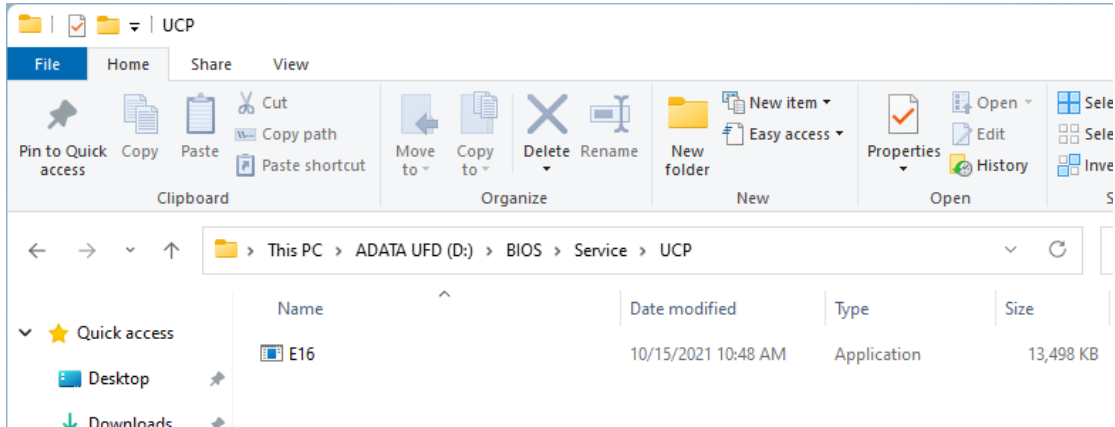 UCP
File Home Share View
Pin to Quick access
Copy
Paste
Cut
Copy path
Paste shortcut
Clipboard
Move to
Copy to
Delete
Rename
Organize
New folder
New item
Easy access
New
Properties
Open
Edit
History
Open
Sele
Sele
Inve
S
This PC > ADATA UFD (D:) > BIOS > Service > UCP
Name Date modified Type Size
Quick access
E16 10/15/2021 10:48 AM Application 13,498 KB
Desktop
Downloads